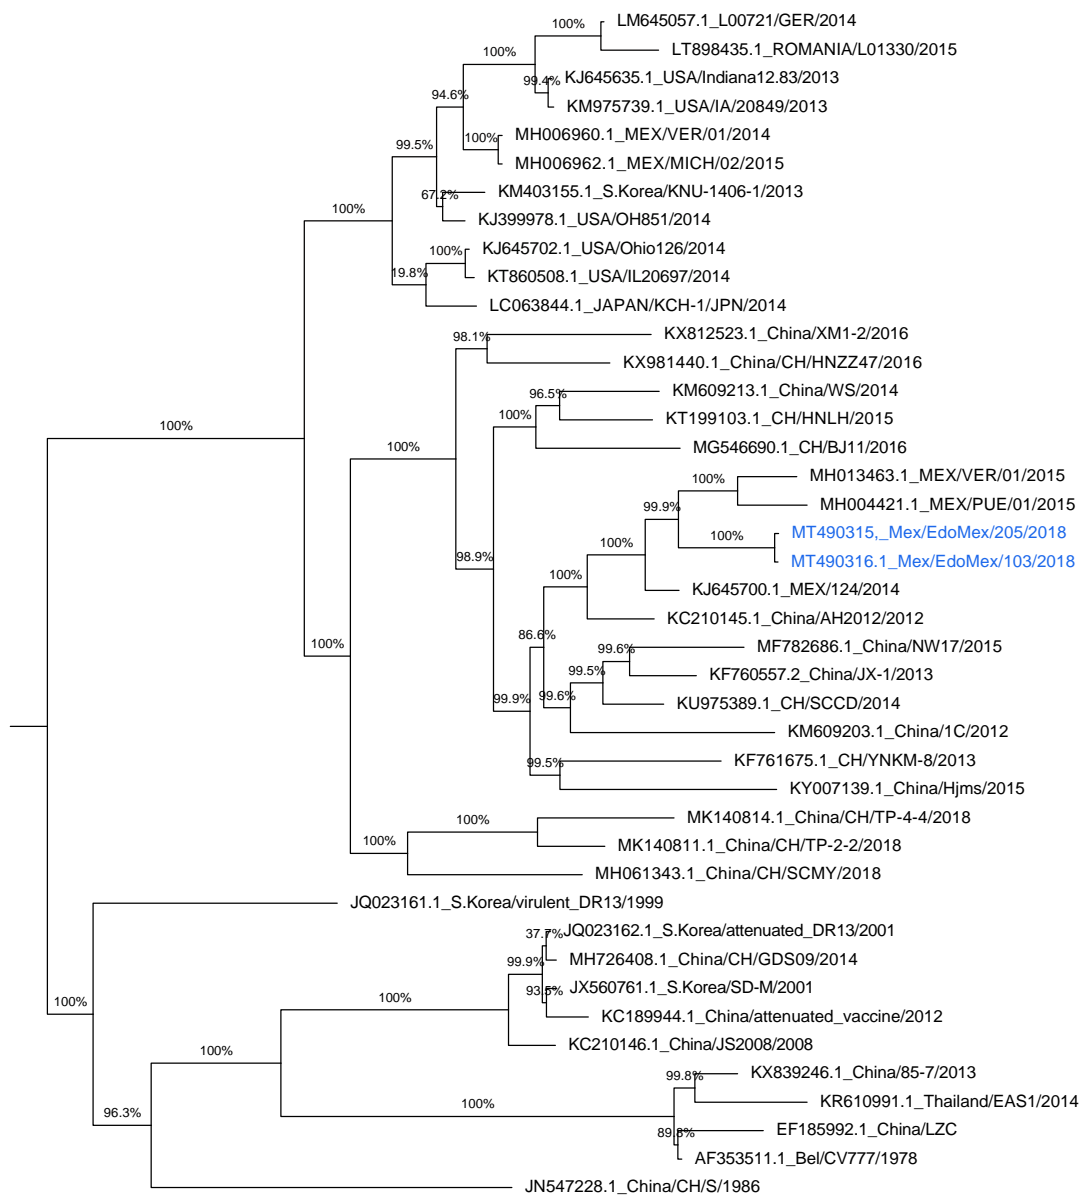 LM645057.1_L00721/GER/2014
100%
LT898435.1_ROMANIA/L01330/2015
100%
KJ645635.1_USA/Indiana12.83/2013
99.4%
94.6%
KM975739.1_USA/IA/20849/2013
MH006960.1_MEX/VER/01/2014
100%
99.5%
MH006962.1_MEX/MICH/02/2015
KM403155.1_S.Korea/KNU-1406-1/2013
67.2%
100%
KJ399978.1_USA/OH851/2014
KJ645702.1_USA/Ohio126/2014
100%
19.8%
KT860508.1_USA/IL20697/2014
LC063844.1_JAPAN/KCH-1/JPN/2014
KX812523.1_China/XM1-2/2016
98.1%
KX981440.1_China/CH/HNZZ47/2016
KM609213.1_China/WS/2014
96.5%
100%
KT199103.1_CH/HNLH/2015
100%
100%
MG546690.1_CH/BJ11/2016
MH013463.1_MEX/VER/01/2015
100%
99.9%
MH004421.1_MEX/PUE/01/2015
MT490315,_Mex/EdoMex/205/2018
100%
100%
98.9%
MT490316.1_Mex/EdoMex/103/2018
100%
KJ645700.1_MEX/124/2014
KC210145.1_China/AH2012/2012
86.6%
100%
MF782686.1_China/NW17/2015
99.6%
99.5%
KF760557.2_China/JX-1/2013
99.9%
99.6%
KU975389.1_CH/SCCD/2014
KM609203.1_China/1C/2012
KF761675.1_CH/YNKM-8/2013
99.5%
KY007139.1_China/Hjms/2015
MK140814.1_China/CH/TP-4-4/2018
100%
100%
MK140811.1_China/CH/TP-2-2/2018
MH061343.1_China/CH/SCMY/2018
JQ023161.1_S.Korea/virulent_DR13/1999
JQ023162.1_S.Korea/attenuated_DR13/2001
37.7%
99.9%
MH726408.1_China/CH/GDS09/2014
JX560761.1_S.Korea/SD-M/2001
93.5%
100%
100%
KC189944.1_China/attenuated_vaccine/2012
KC210146.1_China/JS2008/2008
100%
KX839246.1_China/85-7/2013
99.8%
KR610991.1_Thailand/EAS1/2014
96.3%
100%
EF185992.1_China/LZC
AF353511.1_Bel/CV777/1978
JN547228.1_China/CH/S/1986